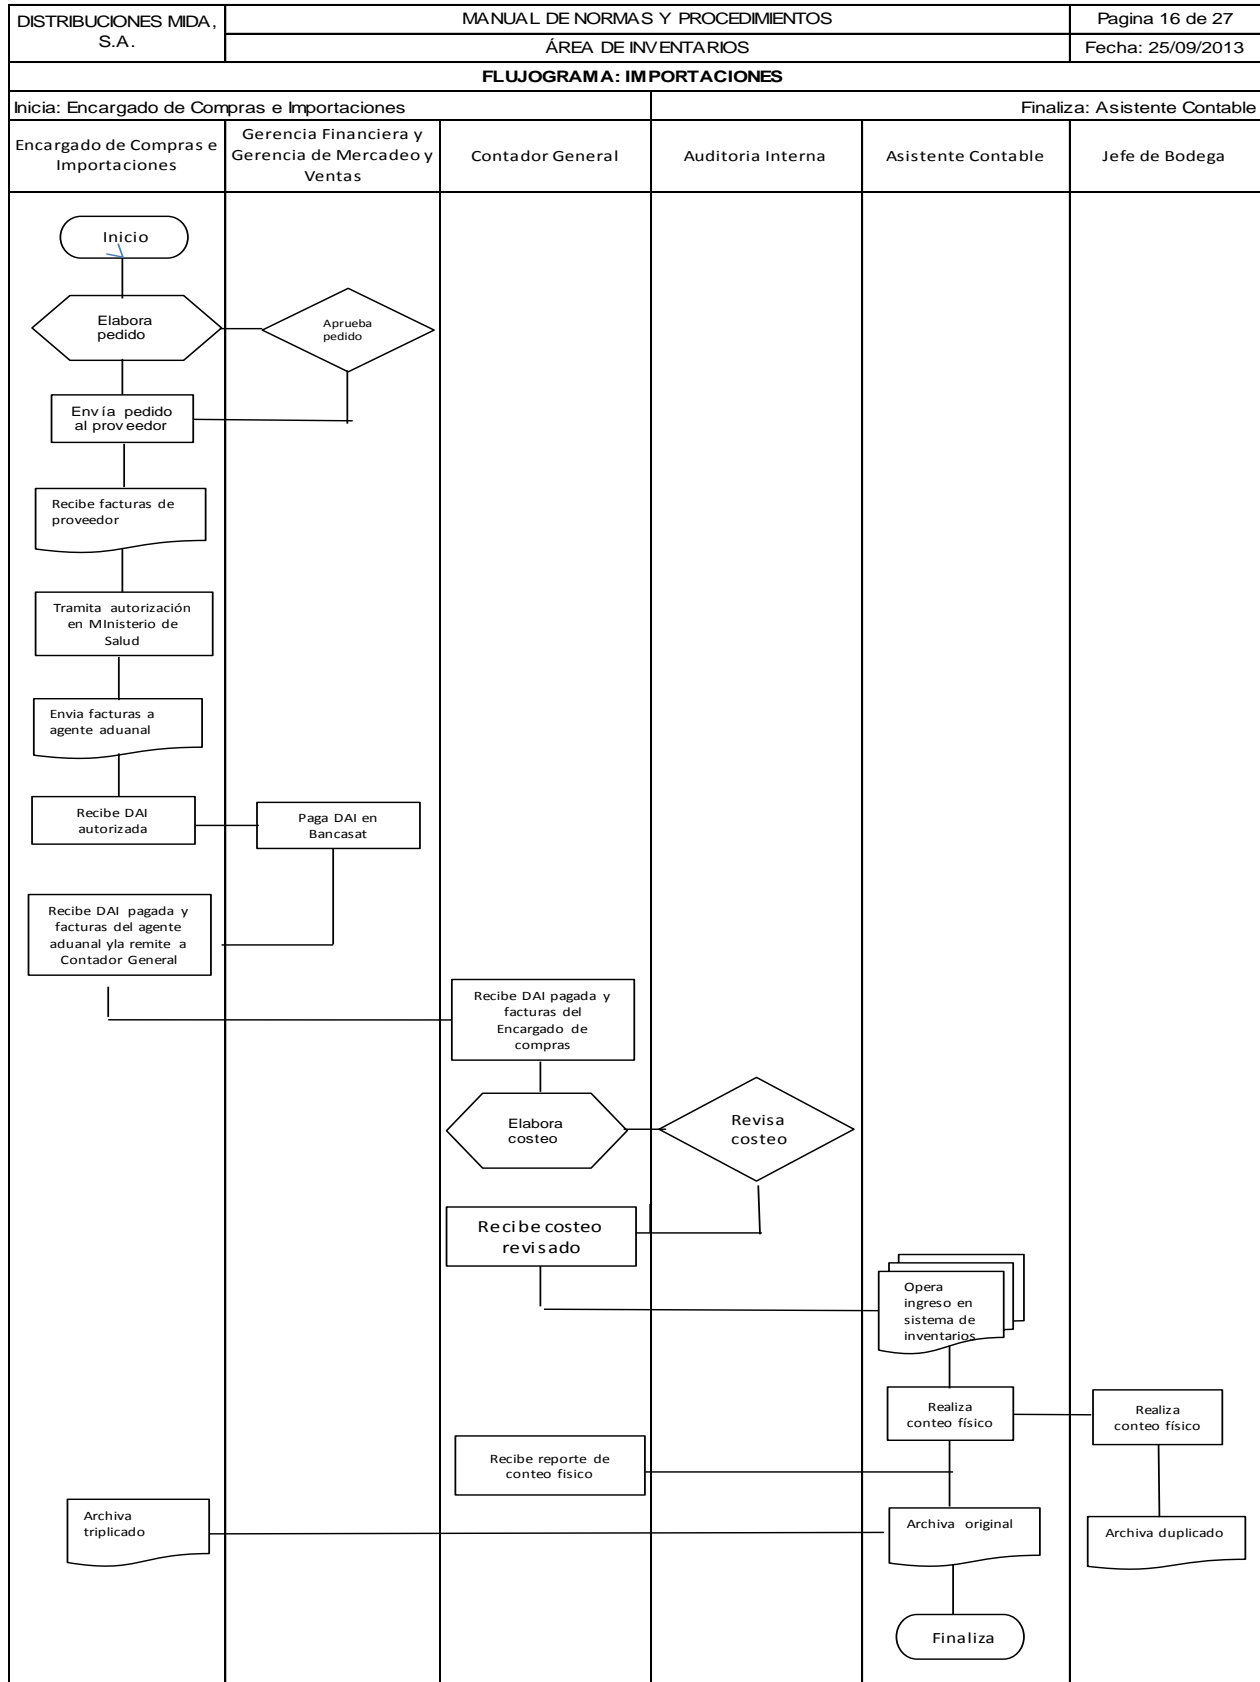 DISTRIBUCIONES MIDA,
S.A.
MANUAL DE NORMAS Y PROCEDIMIENTOS
Pagina 16 de 27
ÁREA DE INVENTARIOS
Fecha: 25/09/2013
FLUJOGRAMA: IMPORTACIONES
Inicia: Encargado de Compras e Importaciones
Finaliza: Asistente Contable
Encargado de Compras e
Importaciones
Gerencia Financiera y
Gerencia de Mercadeo y
Ventas
Contador General
Auditoria Interna
Asistente Contable
Jefe de Bodega
Inicio
Elabora
pedido
Aprueba
pedido
Envía pedido
al proveedor
Recibe facturas de
proveedor
Tramita autorización
en MInisterio de
Salud
Envia facturas a
agente aduanal
Recibe DAI
autorizada
Paga DAI en
Bancasat
Recibe DAI pagada y
facturas del agente
aduanal yla remite a
Contador General
Recibe DAI pagada y
facturas del
Encargado de
compras
Elabora
costeo
Revisa
costeo
Recibe costeo
revisado
Opera
ingreso en
sistema de
inventarios
Realiza
conteo físico
Realiza
conteo físico
Recibe reporte de
conteo fisico
Archiva
triplicado
Archiva original
Archiva duplicado
Finaliza